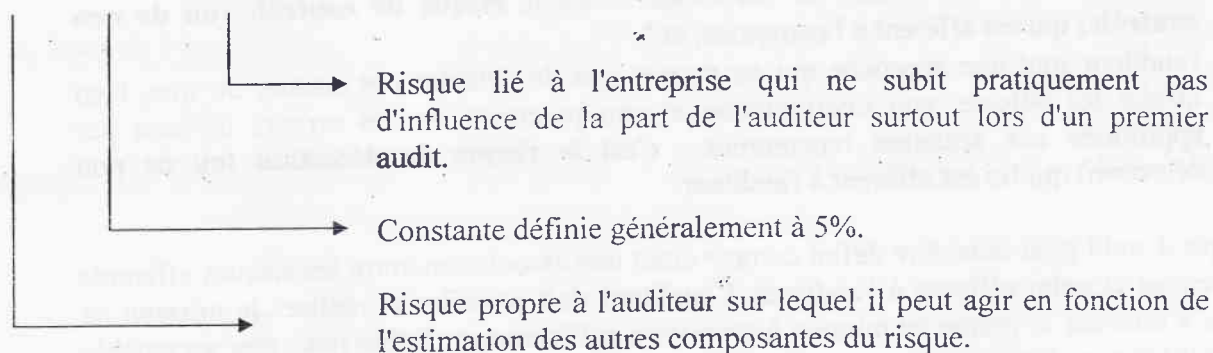 Risque lié à l'entreprise qui ne subit pratiquement pas
d'influence de la part de l'auditeur surtout lors d'un premier
audit.
Constante définie généralement à 5%.
Risque propre à l'auditeur sur lequel il peut agir en fonction de
l'estimation des autres composantes du risque.